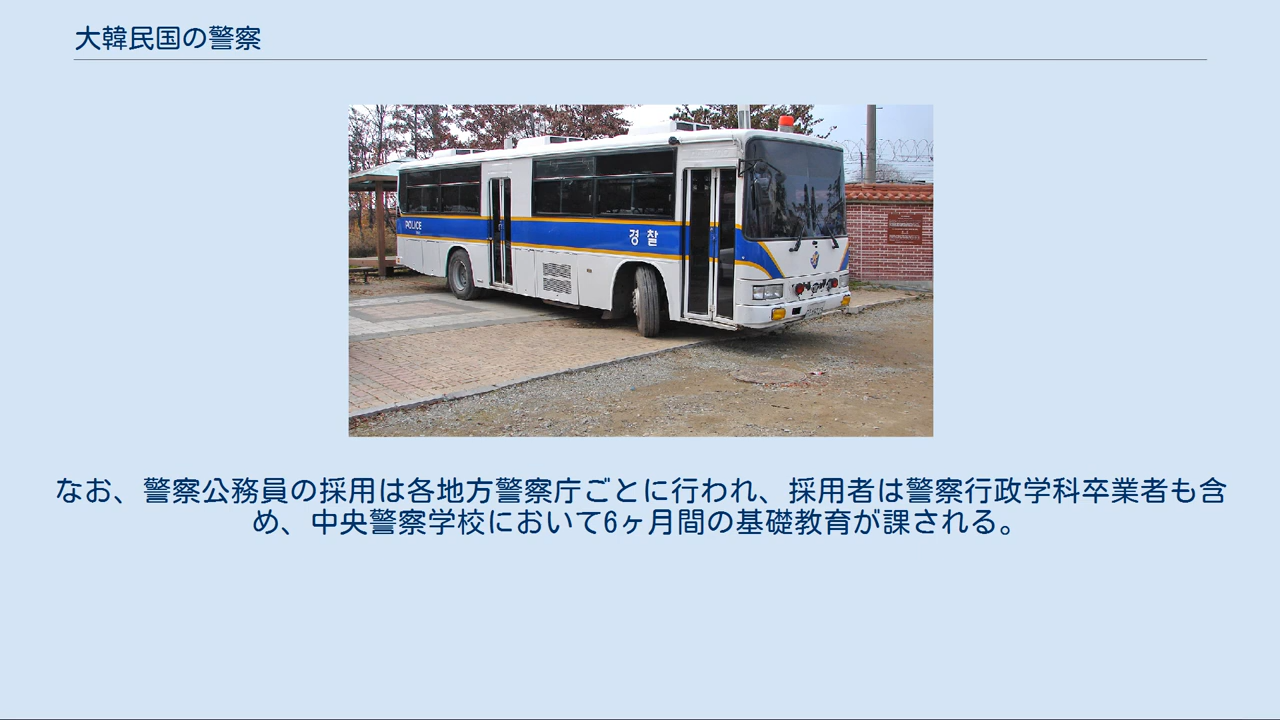 大韓民国の警察
POLICE
경찰
なお、警察公務員の採用は各地方警察庁ごとに行われ、採用者は警察行政学科卒業者も含
め、中央警察学校において6ヶ月間の基礎教育が課される。